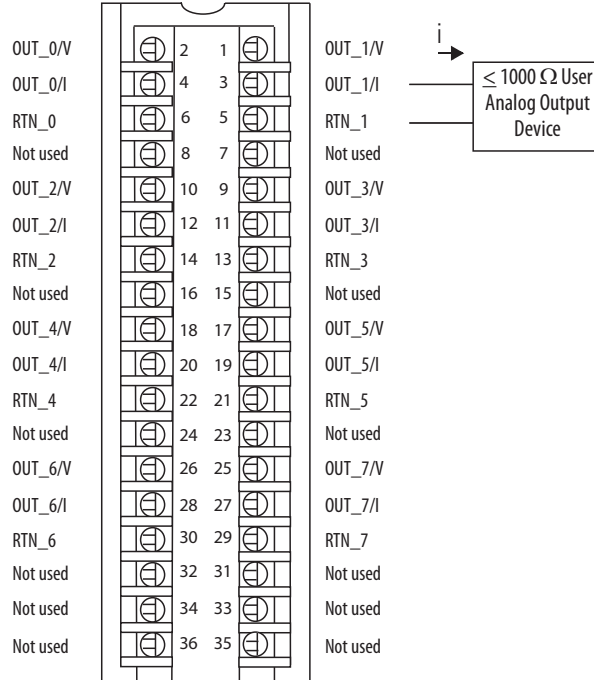 OUT_0/V 2 1 OUT_1/V i
OUT_0/I 4 3 OUT_1/I ≤ 1000 Ω User
Analog Output
Device
RTN_0 6 5 RTN_1
Not used 8 7 Not used
OUT_2/V 10 9 OUT_3/V
OUT_2/I 12 11 OUT_3/I
RTN_2 14 13 RTN_3
Not used 16 15 Not used
OUT_4/V 18 17 OUT_5/V
OUT_4/I 20 19 OUT_5/I
RTN_4 22 21 RTN_5
Not used 24 23 Not used
OUT_6/V 26 25 OUT_7/V
OUT_6/I 28 27 OUT_7/I
RTN_6 30 29 RTN_7
Not used 32 31 Not used
Not used 34 33 Not used
Not used 36 35 Not used